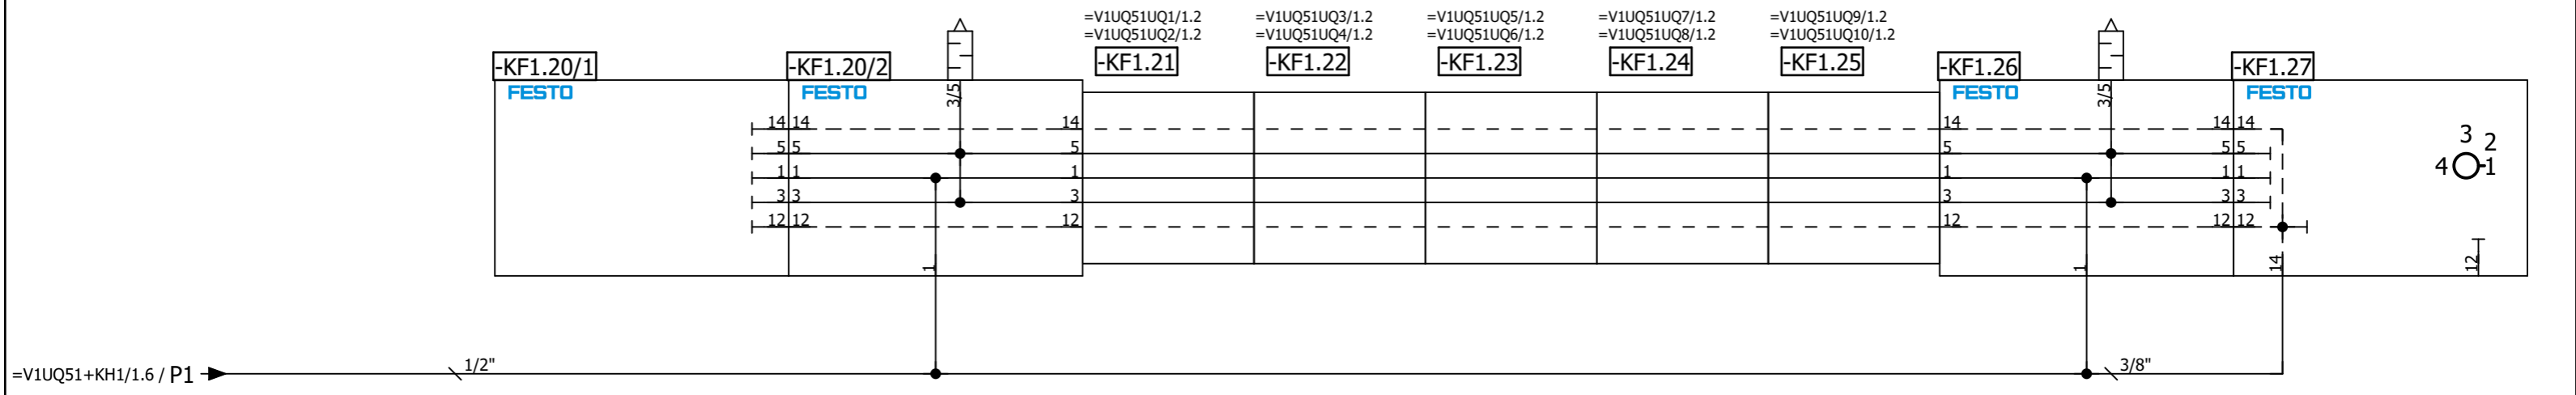 =V1UQ51UQ1/1.2 =V1UQ51UQ3/1.2 =V1UQ51UQ5/1.2 =V1UQ51UQ7/1.2 =V1UQ51UQ9/1.2
=V1UQ51UQ2/1.2 =V1UQ51UQ4/1.2 =V1UQ51UQ6/1.2 =V1UQ51UQ8/1.2 =V1UQ51UQ10/1.2
-KF1.20/1 -KF1.20/2 -KF1.21 -KF1.22 -KF1.23 -KF1.24 -KF1.25 -KF1.26 -KF1.27
FESTO FESTO 3/5 FESTO 3/5 FESTO
14 14 14 14 14 14 3
5 5 5 5 5 5 2
1 1 1 1 1 1 4 1
3 3 3 3 3 3
12 12 12 12 12 12
1 1 14 12
=V1UQ51+KH1/1.6 / P1 1/2" 3/8"